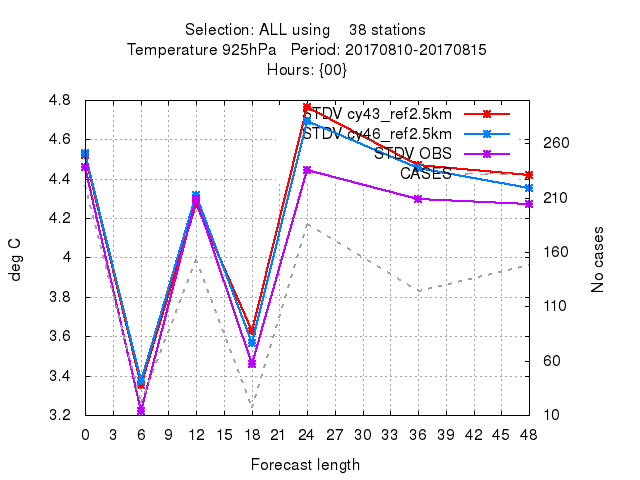 Selection: ALL using 38 stations
Temperature 925hPa Period: 20170810-20170815
Hours: {00}
STDV cy43_ref2.5km
STDV cy46_ref2.5km
STDV OBS
CASES
4.8
4.6
4.4
4.2
4
3.8
3.6
3.4
3.2
deg C
260
210
160
110
60
10
No cases
0 3 6 9 12 15 18 21 24 27 30 33 36 39 42 45 48
Forecast length